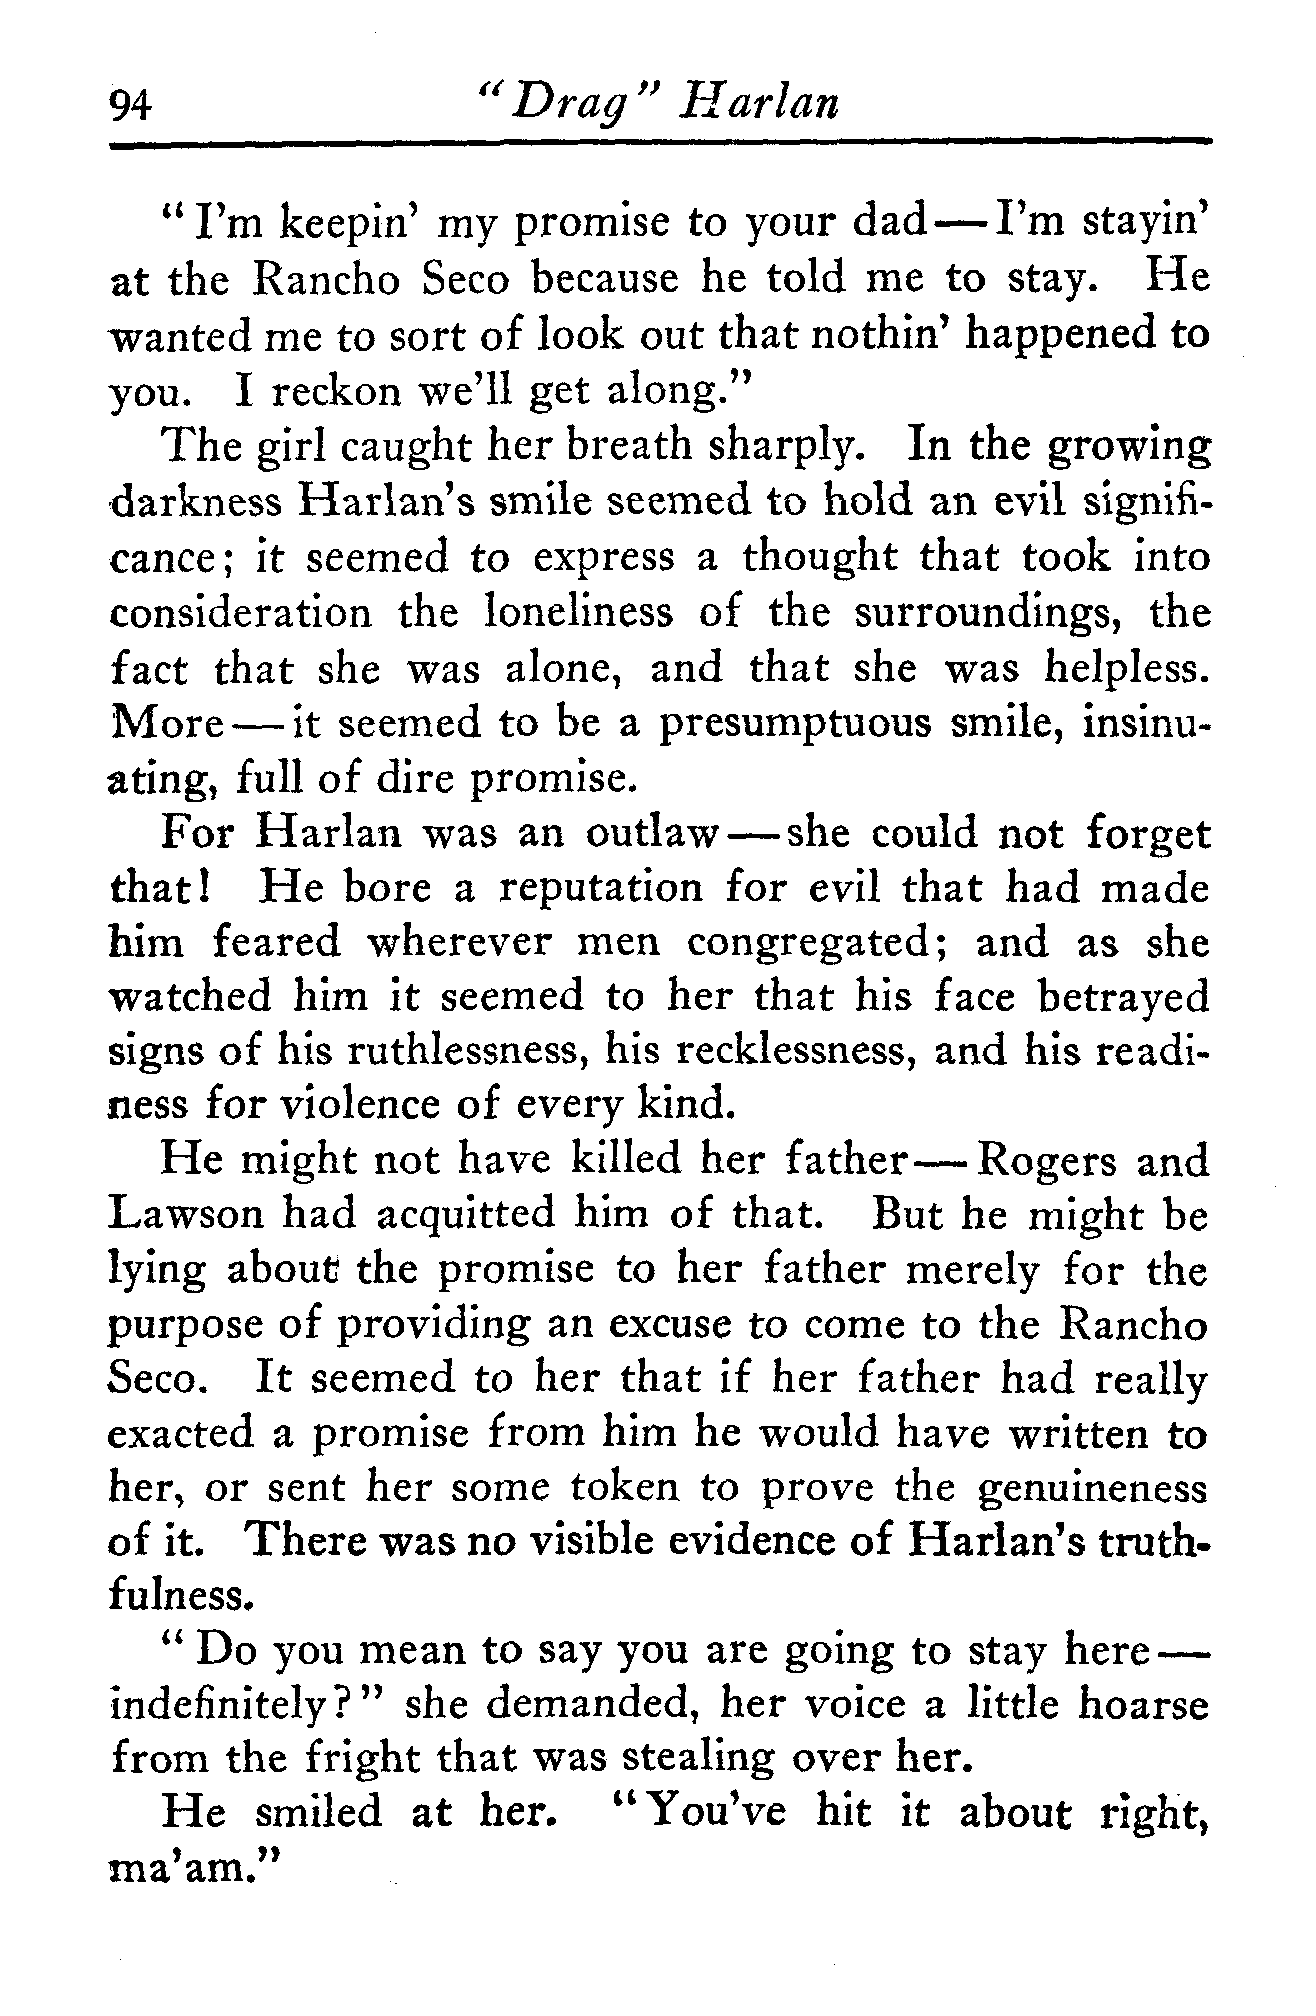 94 "Drag" Harlan
"I'm keepin' my promise to your dad—I'm stayin'
at the Rancho Seco because he told me to stay. He
wanted me to sort of look out that nothin' happened to
you. I reckon we'll get along."
The girl caught her breath sharply. In the growing
darkness Harlan's smile seemed to hold an evil signifi-
cance; it seemed to express a thought that took into
consideration the loneliness of the surroundings, the
fact that she was alone, and that she was helpless.
More—it seemed to be a presumptuous smile, insinu-
ating, full of dire promise.
For Harlan was an outlaw—she could not forget
that! He bore a reputation for evil that had made
him feared wherever men congregated; and as she
watched him it seemed to her that his face betrayed
signs of his ruthlessness, his recklessness, and his readi-
ness for violence of every kind.
He might not have killed her father—Rogers and
Lawson had acquitted him of that. But he might be
lying about the promise to her father merely for the
purpose of providing an excuse to come to the Rancho
Seco. It seemed to her that if her father had really
exacted a promise from him he would have written to
her, or sent her some token to prove the genuineness
of it. There was no visible evidence of Harlan's truth-
fulness.
"Do you mean to say you are going to stay here—
indefinitely?" she demanded, her voice a little hoarse
from the fright that was stealing over her.
He smiled at her. "You've hit it about right,
ma'am."